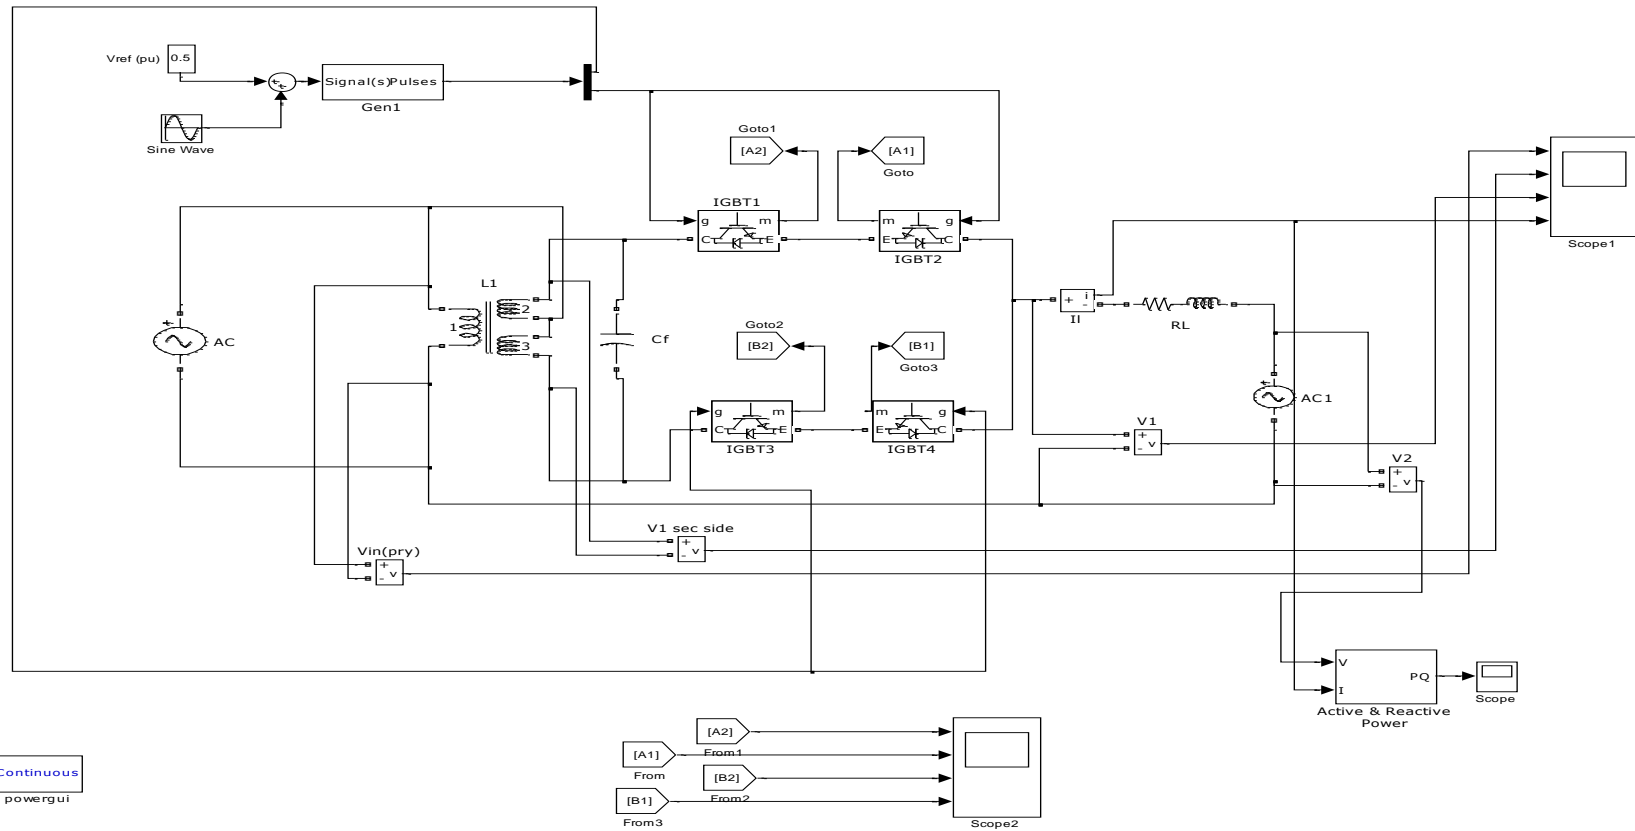 Vref (pu)
0.5
Signal(s)Pulses
Gen1
Sine Wave
Goto1
[A2]
[A1]
Goto
IGBT1
g m
C E
m g
E C
IGBT2
Scope1
L1
1
2
3
AC
Cf
Goto2
[B2]
[B1]
Goto3
+ i
-
II
RL
+
AC1
g m
C E
IGBT3
m g
E C
IGBT4
V1
+
- v
V2
+
- v
V1 sec side
+
- v
Vin(pry)
+
- v
V
I
PQ
Active & Reactive
Power
Scope
[A2]
From1
[A1]
From
[B2]
From2
[B1]
From3
Scope2
Continuous
powergui